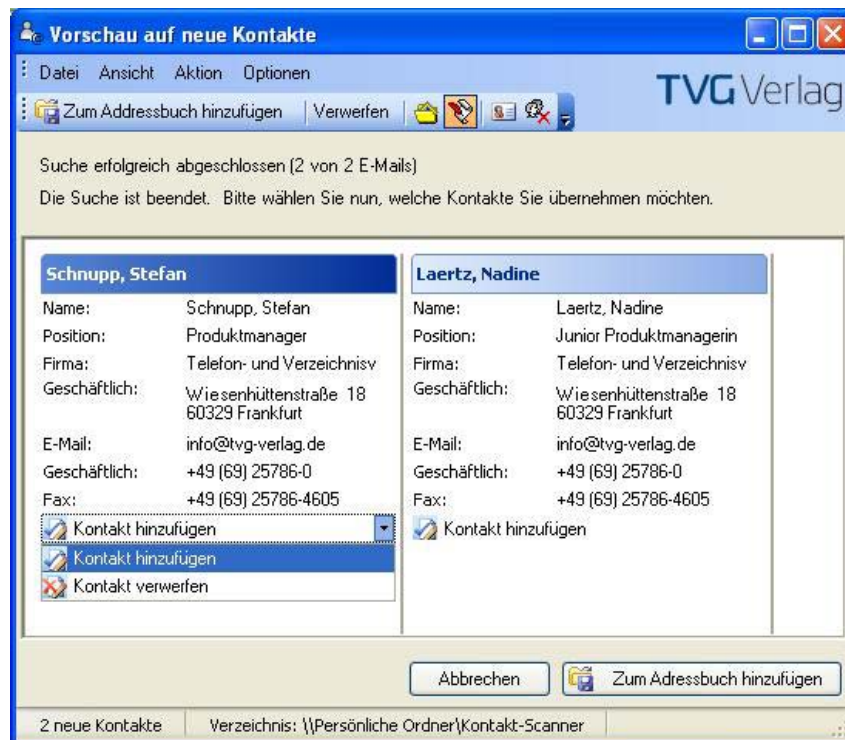 Vorschau auf neue Kontakte
Datei Ansicht Aktion Optionen
TVG Verlag
Zum Addressbuch hinzufügen Verwerfen
Suche erfolgreich abgeschlossen (2 von 2 E-Mails)
Die Suche ist beendet. Bitte wählen Sie nun, welche Kontakte Sie übernehmen möchten.
Schnupp, Stefan
Name: Schnupp, Stefan
Position: Produktmanager
Firma: Telefon- und Verzeichnisv
Geschäftlich: Wiesenhüttenstraße 18
60329 Frankfurt
E-Mail: info@tvg-verlag.de
Geschäftlich: +49 (69) 25786-0
Fax: +49 (69) 25786-4605
Kontakt hinzufügen
Kontakt hinzufügen
Kontakt verwerfen
Laertz, Nadine
Name: Laertz, Nadine
Position: Junior Produktmanagerin
Firma: Telefon- und Verzeichnisv
Geschäftlich: Wiesenhüttenstraße 18
60329 Frankfurt
E-Mail: info@tvg-verlag.de
Geschäftlich: +49 (69) 25786-0
Fax: +49 (69) 25786-4605
Kontakt hinzufügen
Abbrechen Zum Adressbuch hinzufügen
2 neue Kontakte Verzeichnis: \\Persönliche Ordner\Kontakt-Scanner